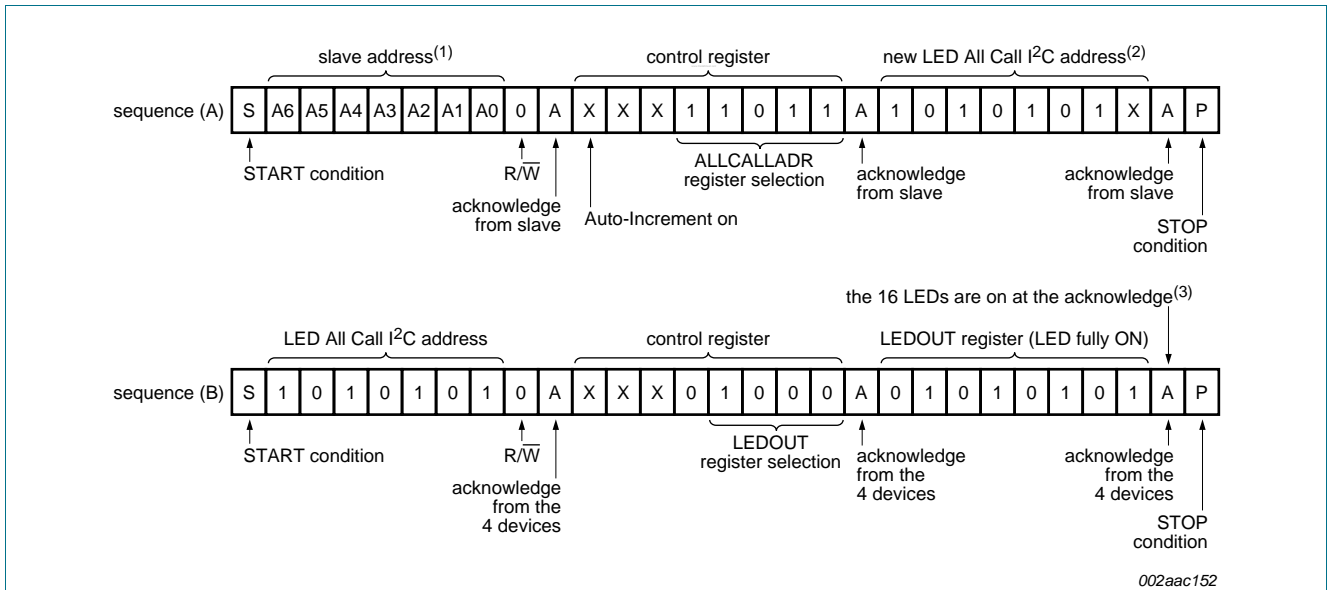 slave address(1) control register new LED All Call I2C address(2)
sequence (A) S A6 A5 A4 A3 A2 A1 A0 0 A X X X 1 1 0 1 1 A 1 0 1 0 1 0 1 X A P
START condition R/W ALLCALLADR register selection acknowledge from slave acknowledge from slave
acknowledge from slave Auto-Increment on
STOP condition
the 16 LEDs are on at the acknowledge(3)
LED All Call I2C address control register LEDOUT register (LED fully ON)
sequence (B) S 1 0 1 0 1 0 1 0 A X X X 0 1 0 0 0 A 0 1 0 1 0 1 0 1 A P
START condition R/W LEDOUT register selection acknowledge from the 4 devices acknowledge from the 4 devices
acknowledge from the 4 devices
STOP condition
002aac152